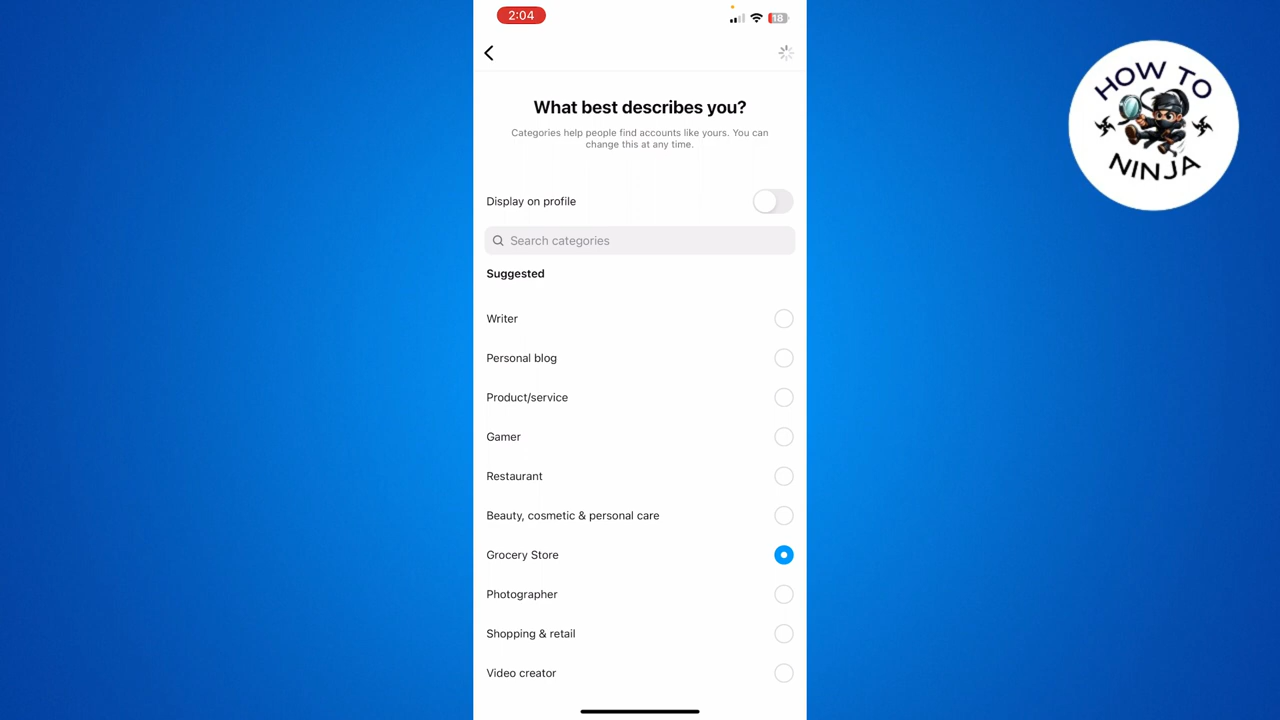 2:04
18
What best describes you?
Categories help people find accounts like yours. You can
change this at any time.
Display on profile
Search categories
Suggested
Writer
Personal blog
Product/service
Gamer
Restaurant
Beauty, cosmetic & personal care
Grocery Store
Photographer
Shopping & retail
Video creator
HOW TO
NINJA